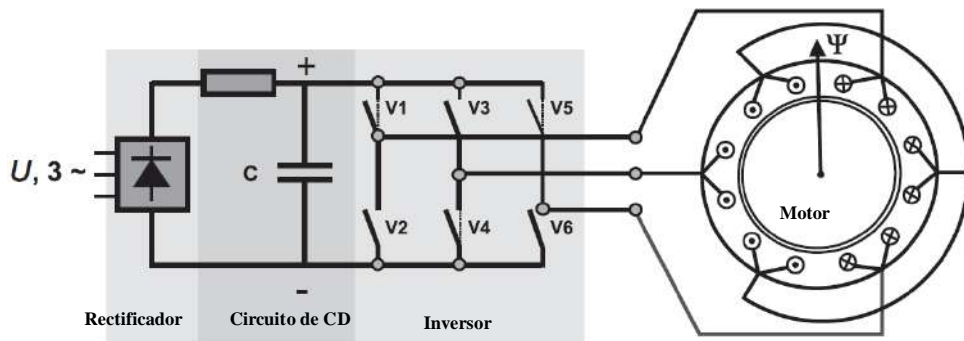 Ψ
+
V1
V3
V5
U, 3 ~
C
V2
V4
V6
Motor
-
Rectificador
Circuito de CD
Inversor